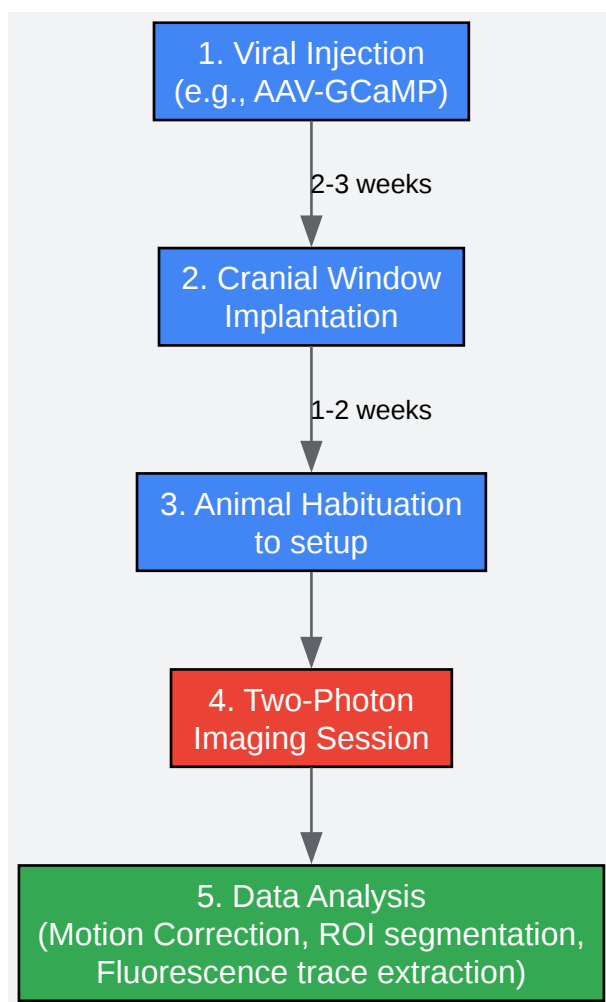 1. Viral Injection
(e.g., AAV-GCaMP)
2-3 weeks
2. Cranial Window
Implantation
1-2 weeks
3. Animal Habituation
to setup
4. Two-Photon
Imaging Session
5. Data Analysis
(Motion Correction, ROI segmentation,
Fluorescence trace extraction)